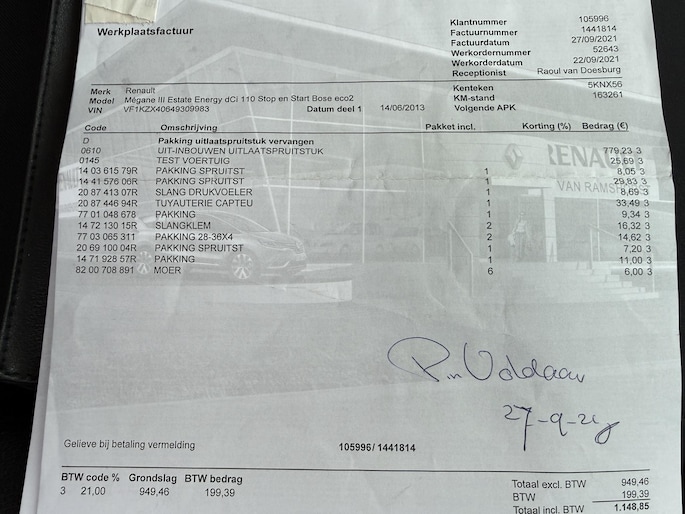 Werkplaatsfactuur
Klantnummer 105996
Factuurnummer 1441814
Factuurdatum 27/09/2021
Werkordernummer 52643
Werkorderdatum 22/09/2021
Receptionist Raoul van Doesburg
Merk Renault Kenteken 5KNX56
Model Mégane III Estate Energy dCi 110 Stop en Start Bose eco2 KM-stand 163261
VIN VF1KZX40649309983 Datum deel 1 14/06/2013 Volgende APK
Code Omschrijving Pakket incl. Korting (%) Bedrag (€)
D Pakking uitlaatspruitstuk vervangen
0610 UIT-INBOUWEN UITLAATSPRUITSTUK 779,23 3
0145 TEST VOERTUIG 25,69 3
14 03 615 79R PAKKING SPRUITST 1 8,05 3
14 41 576 06R PAKKING SPRUITST 1 29,83 3
20 87 413 07R SLANG DRUKVOELER 1 8,69 3
20 87 446 94R TUYAUTERIE CAPTEU 1 33,49 3
77 01 048 678 PAKKING 1 9,34 3
14 72 130 15R SLANGKLEM 2 16,32 3
77 03 065 311 PAKKING 28-36X4 2 14,62 3
20 69 100 04R PAKKING SPRUITST 1 7,20 3
14 71 928 57R PAKKING 1 11,00 3
82 00 708 891 MOER 6 6,00 3
RENAULT
Pin Voldaan
27-9-21
Gelieve bij betaling vermelding 105996/ 1441814
BTW code % Grondslag BTW bedrag
3 21,00 949,46 199,39
Totaal excl. BTW 949,46
BTW 199,39
Totaal incl. BTW 1.148,85